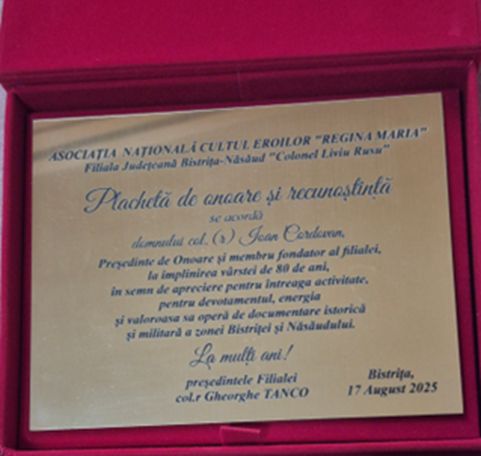 ASOCIAȚIA NAȚIONALĂ CULTUL EROILOR "REGINA MARIA"
Filiala Județeană Bistrița-Năsăud "Colonel Liviu Rusu"
Plachetă de onoare și recunoștință
se acordă
domnului col. (r) Ioan Cordovan,
Președinte de Onoare și membru fondator al filialei,
la împlinirea vârstei de 80 de ani,
în semn de apreciere pentru întreaga activitate,
pentru devotamentul, energia
și valoroasa sa operă de documentare istorică
și militară a zonei Bistriței și Năsăudului.
La mulți ani!
președintele Filialei
col.r Gheorghe TANCO
Bistrița,
17 August 2025